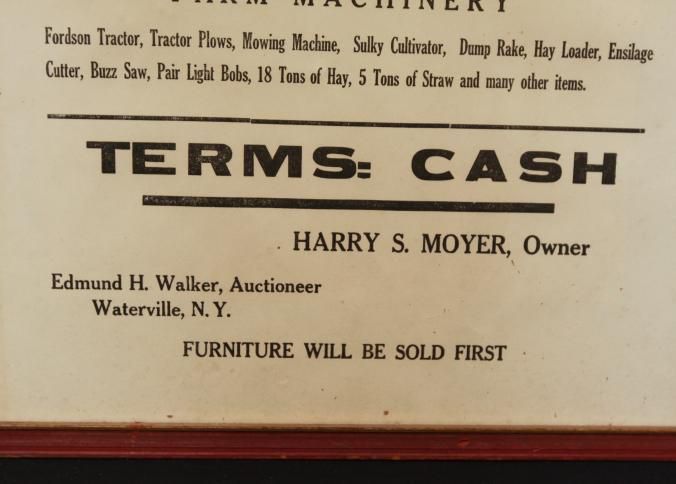 FARM MACHINERY
Fordson Tractor, Tractor Plows, Mowing Machine, Sulky Cultivator, Dump Rake, Hay Loader, Ensilage
Cutter, Buzz Saw, Pair Light Bobs, 18 Tons of Hay, 5 Tons of Straw and many other items.
TERMS: CASH
HARRY S. MOYER, Owner
Edmund H. Walker, Auctioneer
Waterville, N. Y.
FURNITURE WILL BE SOLD FIRST